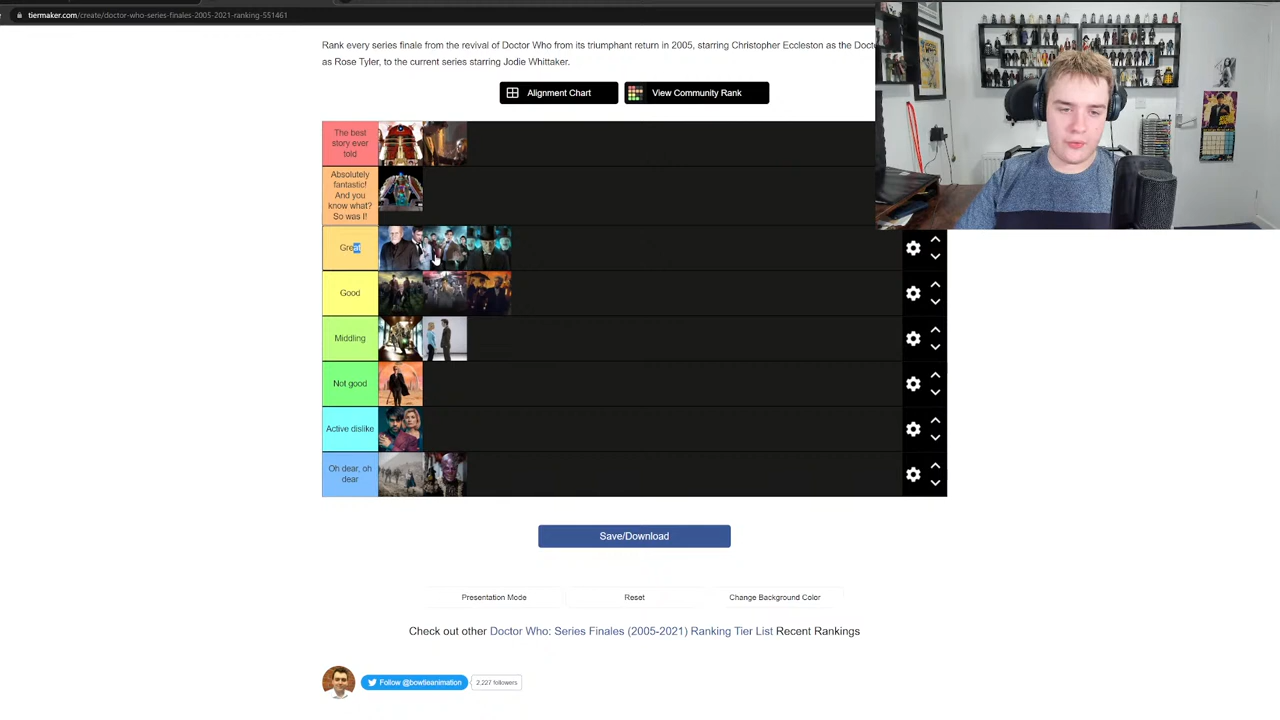 tiermaker.com/create/doctor-who-series-finales-2005-2021-ranking-551461
Rank every series finale from the revival of Doctor Who from its triumphant return in 2005, starring Christopher Eccleston as the Docto
as Rose Tyler, to the current series starring Jodie Whittaker.
Alignment Chart
View Community Rank
The best
story ever
told
Absolutely
fantastic!
And you
know what?
So was I!
Great
Good
Middling
Not good
Active dislike
Oh dear, oh
dear
Save/Download
Presentation Mode
Reset
Change Background Color
Check out other Doctor Who: Series Finales (2005-2021) Ranking Tier List Recent Rankings
Follow @bowtieanimation
2,227 followers